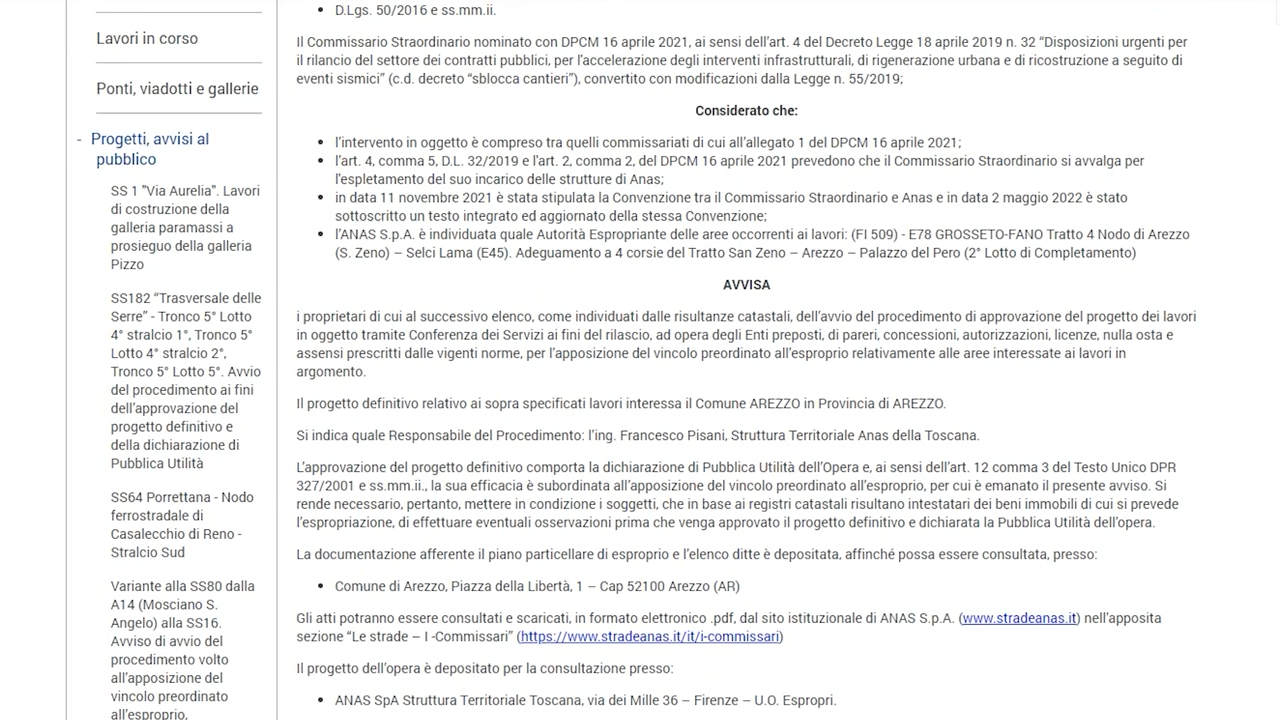 Lavori in corso
Ponti, viadotti e gallerie
- Progetti, avvisi al
pubblico
SS 1 "Via Aurelia". Lavori
di costruzione della
galleria paramassi a
prosieguo della galleria
Pizzo
SS182 “Trasversale delle
Serre” - Tronco 5° Lotto
4° stralcio 1°, Tronco 5°
Lotto 4° stralcio 2°,
Tronco 5° Lotto 5°. Avvio
del procedimento ai fini
dell’approvazione del
progetto definitivo e
della dichiarazione di
Pubblica Utilità
SS64 Porrettana - Nodo
ferrostradale di
Casalecchio di Reno -
Stralcio Sud
Variante alla SS80 dalla
A14 (Mosciano S.
Angelo) alla SS16.
Avviso di avvio del
procedimento volto
all’apposizione del
vincolo preordinato
all’esproprio,
• D.Lgs. 50/2016 e ss.mm.ii.
Il Commissario Straordinario nominato con DPCM 16 aprile 2021, ai sensi dell’art. 4 del Decreto Legge 18 aprile 2019 n. 32 “Disposizioni urgenti per
il rilancio del settore dei contratti pubblici, per l’accelerazione degli interventi infrastrutturali, di rigenerazione urbana e di ricostruzione a seguito di
eventi sismici” (c.d. decreto “sblocca cantieri”), convertito con modificazioni dalla Legge n. 55/2019;
Considerato che:
• l’intervento in oggetto è compreso tra quelli commissariati di cui all’allegato 1 del DPCM 16 aprile 2021;
• l’art. 4, comma 5, D.L. 32/2019 e l’art. 2, comma 2, del DPCM 16 aprile 2021 prevedono che il Commissario Straordinario si avvalga per
l’espletamento del suo incarico delle strutture di Anas;
• in data 11 novembre 2021 è stata stipulata la Convenzione tra il Commissario Straordinario e Anas e in data 2 maggio 2022 è stato
sottoscritto un testo integrato ed aggiornato della stessa Convenzione;
• l’ANAS S.p.A. è individuata quale Autorità Espropriante delle aree occorrenti ai lavori: (FI 509) - E78 GROSSETO-FANO Tratto 4 Nodo di Arezzo
(S. Zeno) – Selci Lama (E45). Adeguamento a 4 corsie del Tratto San Zeno – Arezzo – Palazzo del Pero (2° Lotto di Completamento)
AVVISA
i proprietari di cui al successivo elenco, come individuati dalle risultanze catastali, dell’avvio del procedimento di approvazione del progetto dei lavori
in oggetto tramite Conferenza dei Servizi ai fini del rilascio, ad opera degli Enti preposti, di pareri, concessioni, autorizzazioni, licenze, nulla osta e
assensi prescritti dalle vigenti norme, per l’apposizione del vincolo preordinato all’esproprio relativamente alle aree interessate ai lavori in
argomento.
Il progetto definitivo relativo ai sopra specificati lavori interessa il Comune AREZZO in Provincia di AREZZO.
Si indica quale Responsabile del Procedimento: l’ing. Francesco Pisani, Struttura Territoriale Anas della Toscana.
L’approvazione del progetto definitivo comporta la dichiarazione di Pubblica Utilità dell’Opera e, ai sensi dell’art. 12 comma 3 del Testo Unico DPR
327/2001 e ss.mm.ii., la sua efficacia è subordinata all’apposizione del vincolo preordinato all’esproprio, per cui è emanato il presente avviso. Si
rende necessario, pertanto, mettere in condizione i soggetti, che in base ai registri catastali risultano intestatari dei beni immobili di cui si prevede
l’espropriazione, di effettuare eventuali osservazioni prima che venga approvato il progetto definitivo e dichiarata la Pubblica Utilità dell’opera.
La documentazione afferente il piano particellare di esproprio e l’elenco ditte è depositata, affinché possa essere consultata, presso:
• Comune di Arezzo, Piazza della Libertà, 1 – Cap 52100 Arezzo (AR)
Gli atti potranno essere consultati e scaricati, in formato elettronico .pdf, dal sito istituzionale di ANAS S.p.A. (www.stradeanas.it) nell’apposita
sezione “Le strade – I -Commissari” (https://www.stradeanas.it/it/i-commissari)
Il progetto dell’opera è depositato per la consultazione presso:
• ANAS SpA Struttura Territoriale Toscana, via dei Mille 36 – Firenze – U.O. Espropri.